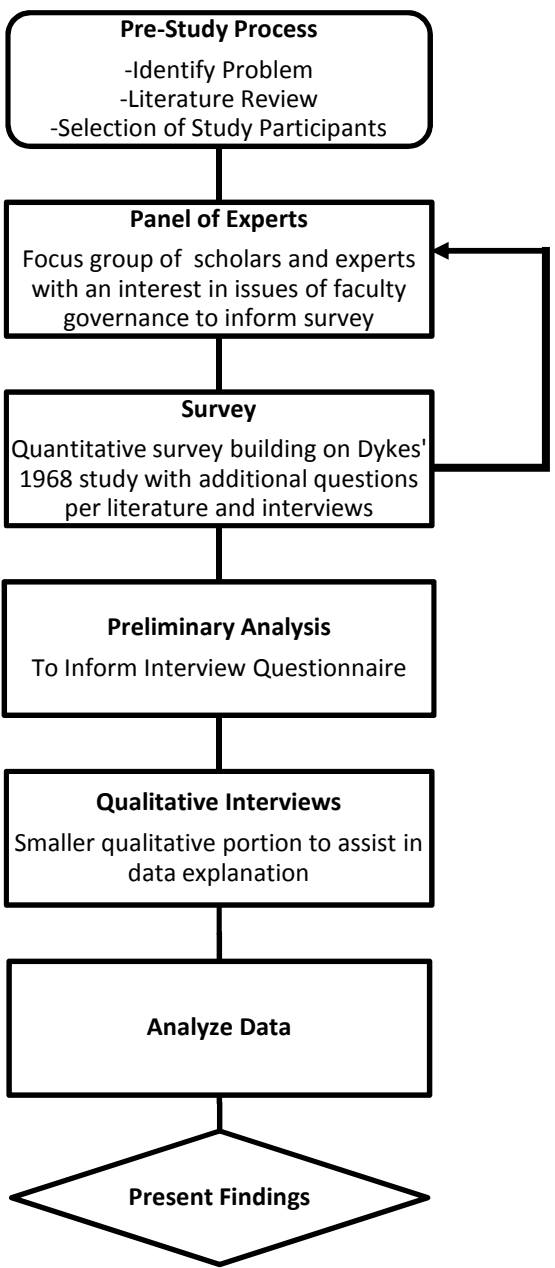 Pre-Study Process
-Identify Problem
-Literature Review
-Selection of Study Participants
Panel of Experts
Focus group of scholars and experts
with an interest in issues of faculty
governance to inform survey
Survey
Quantitative survey building on Dykes'
1968 study with additional questions
per literature and interviews
Preliminary Analysis
To Inform Interview Questionnaire
Qualitative Interviews
Smaller qualitative portion to assist in
data explanation
Analyze Data
Present Findings